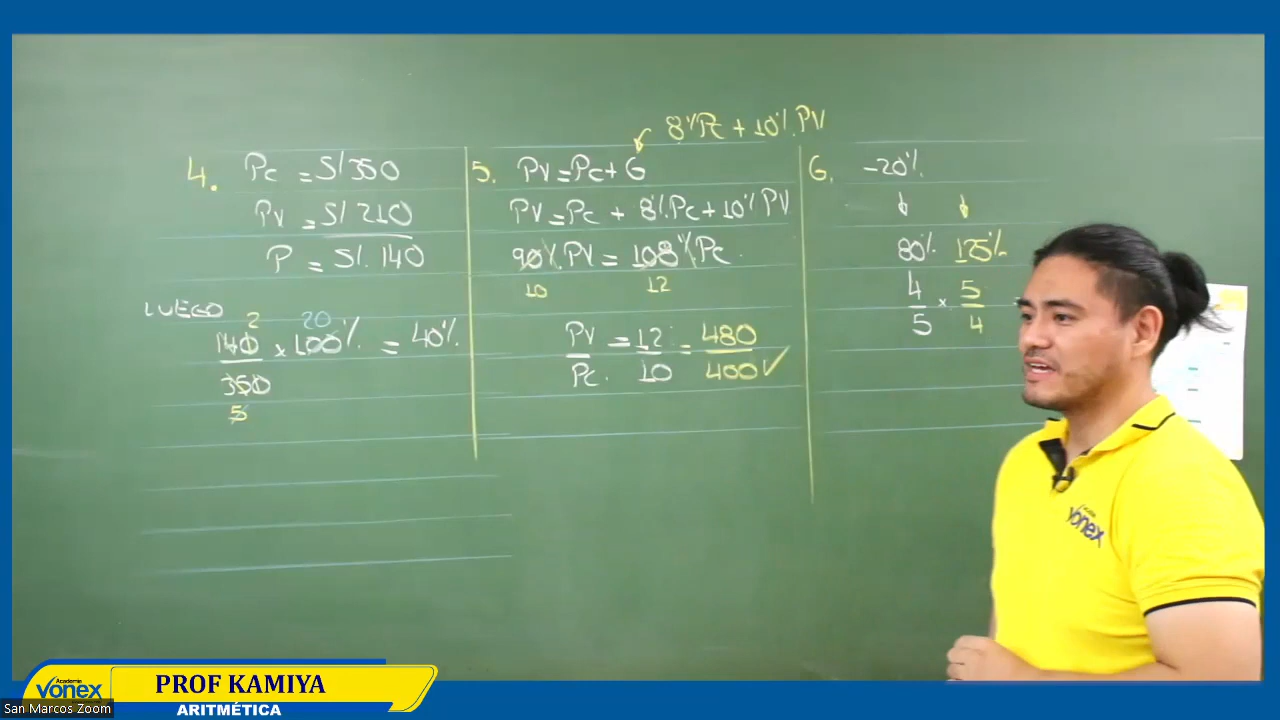 4.
Pc = S/ 350
PV = S/ 210
P = S/. 140
LUEGO
2 20
140 × 100% = 40%
350
5
8% Pc + 10%. PV
5. PV = Pc + G
PV = Pc + 8%. Pc + 10% PV
90%. PV = 108% Pc.
10 12
PV = 12 = 480
Pc. 10 400 ✓
6. -20%
↓ ↓
80% 125%
4 × 5
5 4
Vonex
Academia
Vonex
PROF KAMIYA
ARITMÉTICA
San Marcos Zoom